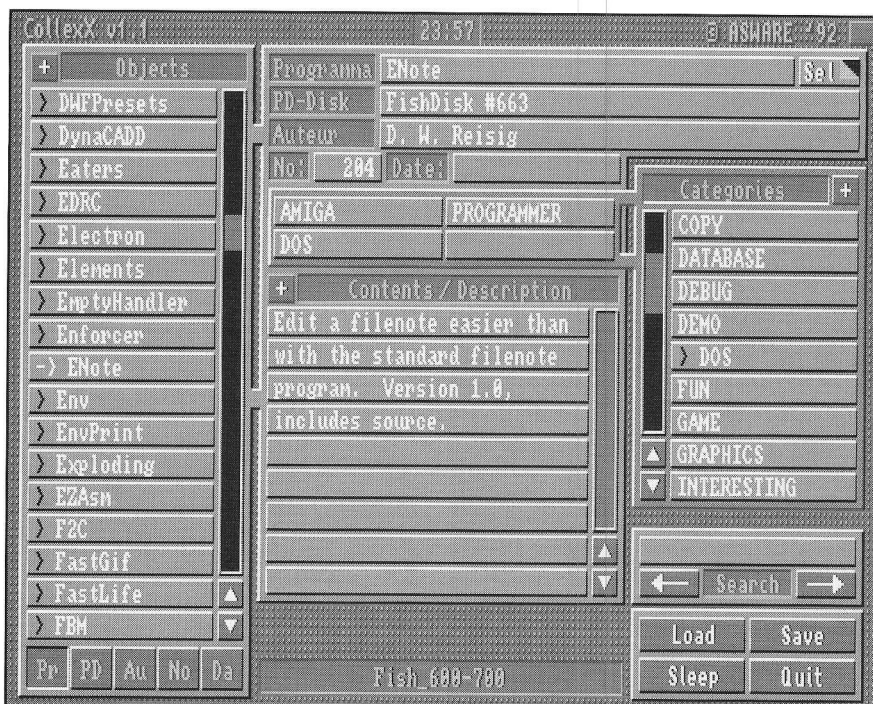 CollexX v1.1 23:57 © ASWARE '92
+ Objects
> DWFPresets
> DynaCADD
> Eaters
> EDRC
> Electron
> Elements
> EmptyHandler
> Enforcer
-> ENote
> Env
> EnvPrint
> Exploding
> EZAsm
> F2C
> FastGif
> FastLife
> FBM
Pr PD Au No Da
Programma ENote Sel
PD-Disk FishDisk #663
Auteur D. W. Reisig
No: 204 Date:
AMIGA PROGRAMMER
DOS
+ Contents / Description
Edit a filenote easier than
with the standard filenote
program. Version 1.0,
includes source.
Fish_600-700
Categories +
COPY
DATABASE
DEBUG
DEMO
> DOS
FUN
GAME
GRAPHICS
INTERESTING
Search
Load Save
Sleep Quit